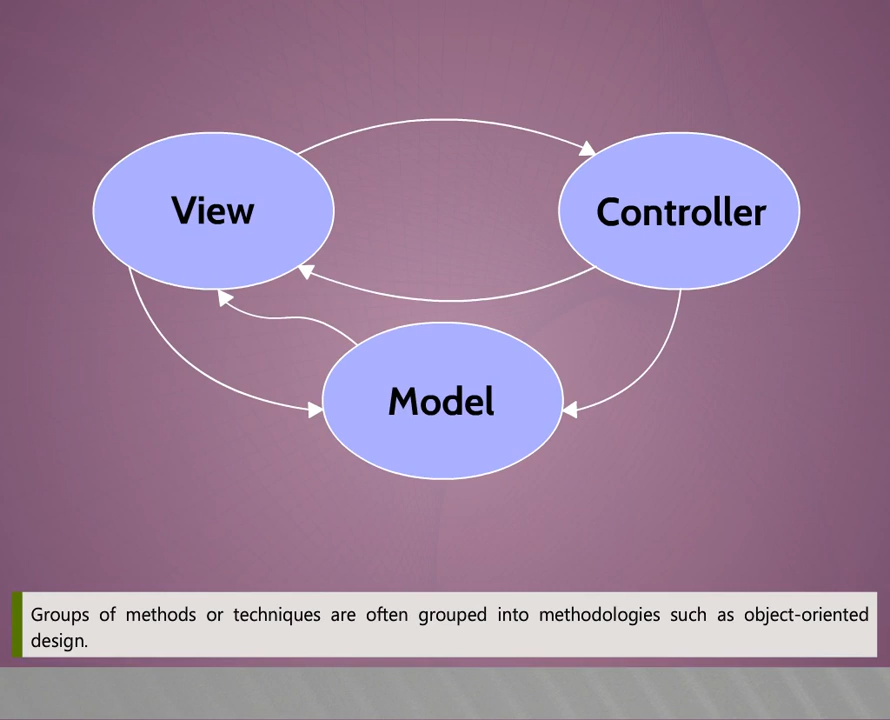 View
Controller
Model
Groups of methods or techniques are often grouped into methodologies such as object-oriented
design.